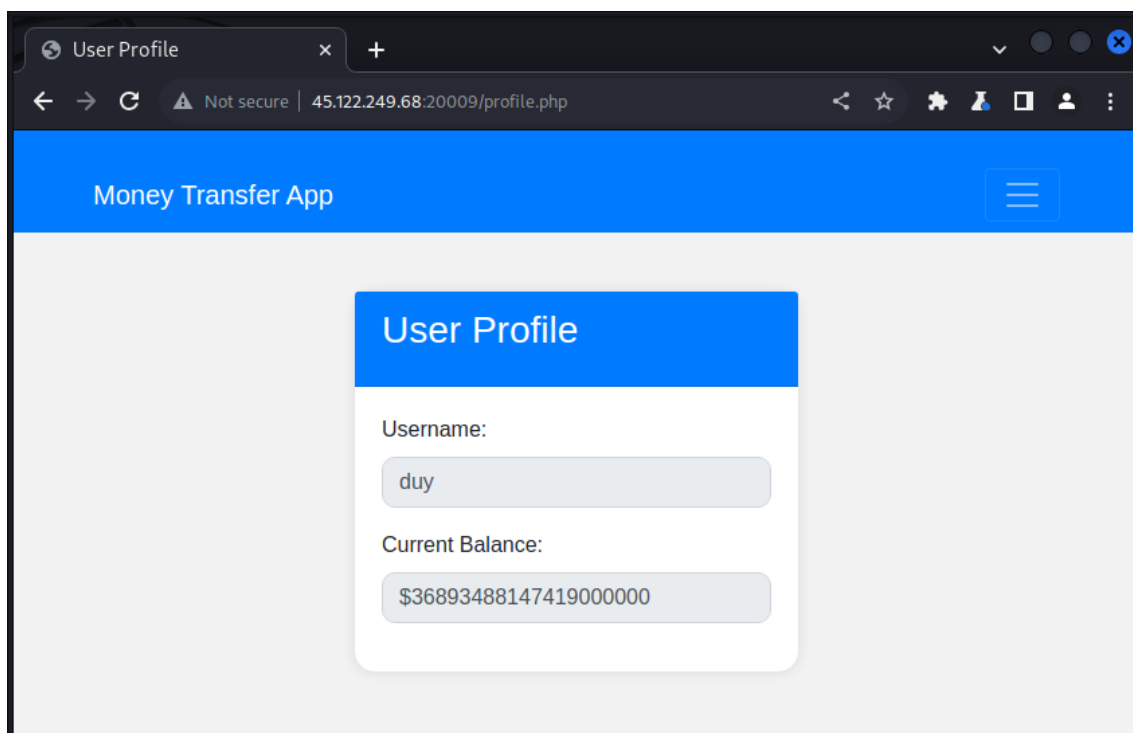 User Profile
Not secure | 45.122.249.68:20009/profile.php
Money Transfer App
User Profile
Username:
duy
Current Balance:
$36893488147419000000